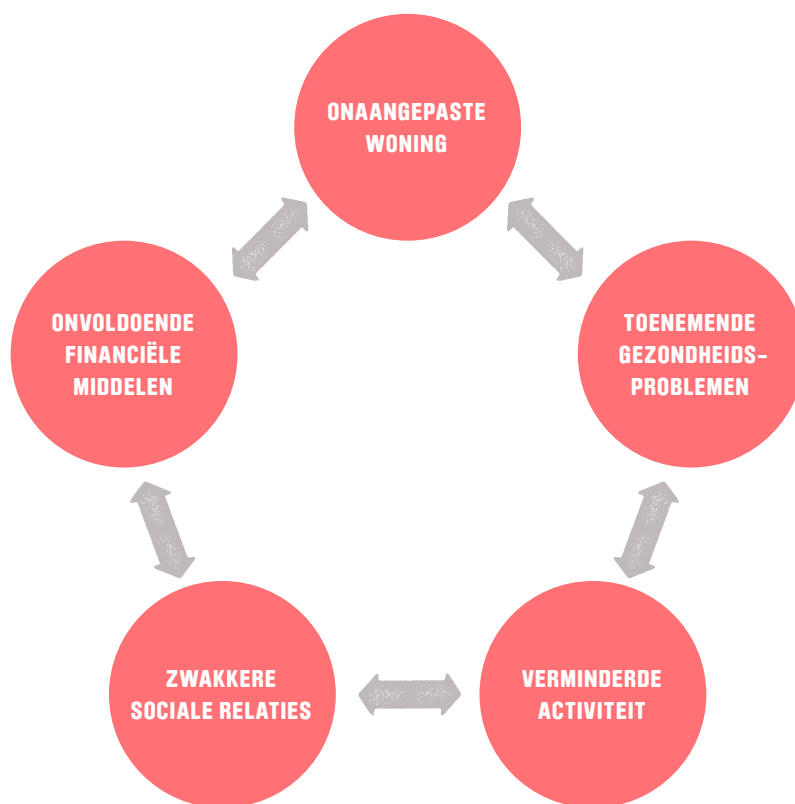 ONAANGEPASTE
WONING
ONVOLDOENDE
FINANCIËLE
MIDDELEN
TOENEMENDE
GEZONDHEIDS-
PROBLEMEN
ZWAKKERE
SOCIALE RELATIES
VERMINDERDE
ACTIVITEIT